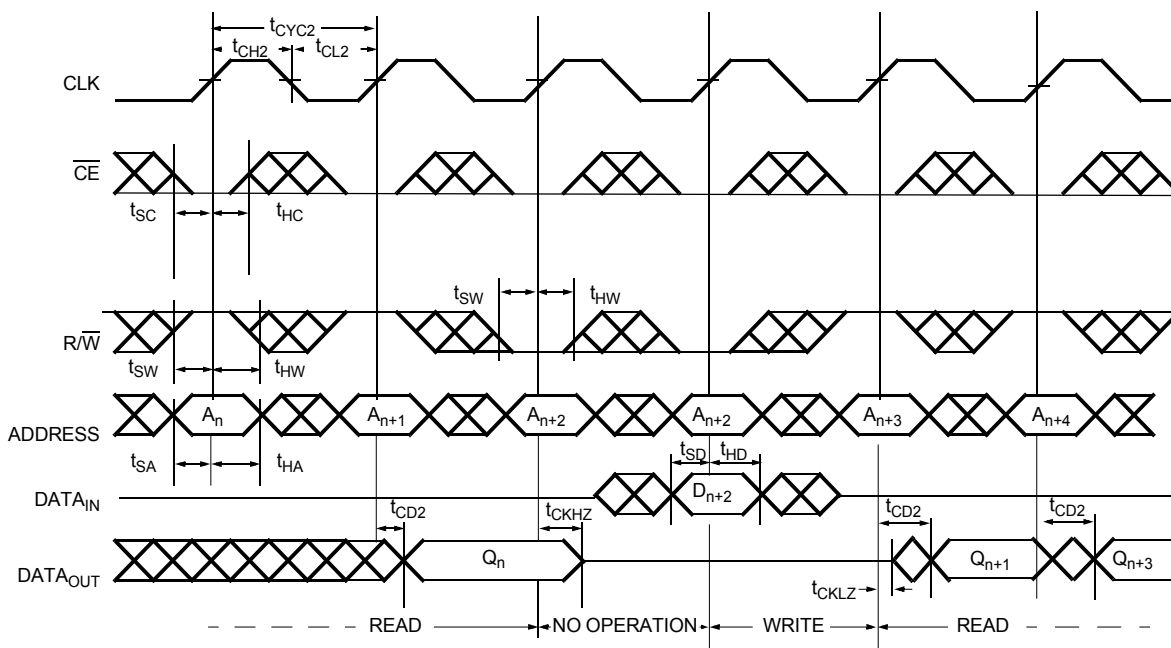 tCYC2
tCH2 tCL2
CLK
CE
tSC tHC
tSW tHW
R/W
tSW tHW
An An+1 An+2 An+2 An+3 An+4
ADDRESS
tSA tHA tSD tHD
DATAIN Dn+2
tCD2 tCKHZ tCD2 tCD2
Qn Qn+1 Qn+3
DATAOUT
tCKLZ
READ NO OPERATION WRITE READ